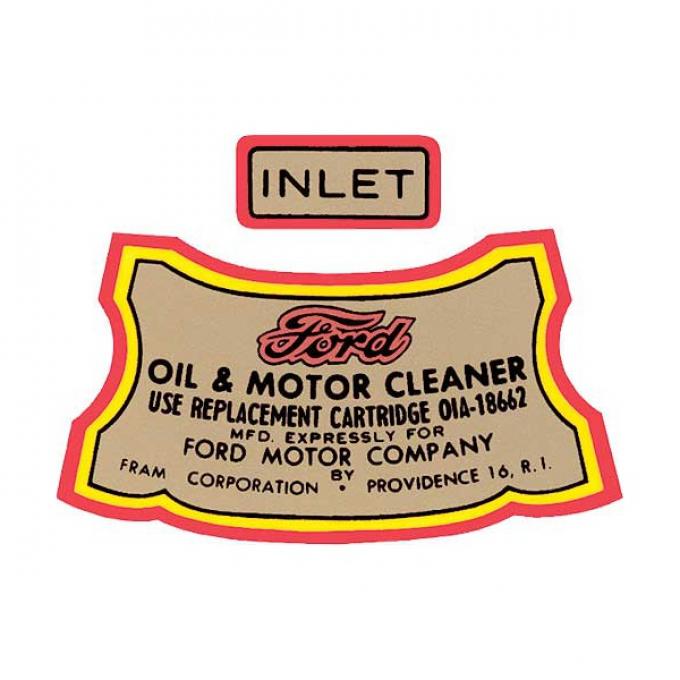 INLET
Ford
OIL & MOTOR CLEANER
USE REPLACEMENT CARTRIDGE 01A-18662
MFD. EXPRESSLY FOR
FORD MOTOR COMPANY
BY
FRAM CORPORATION • PROVIDENCE 16, R.I.